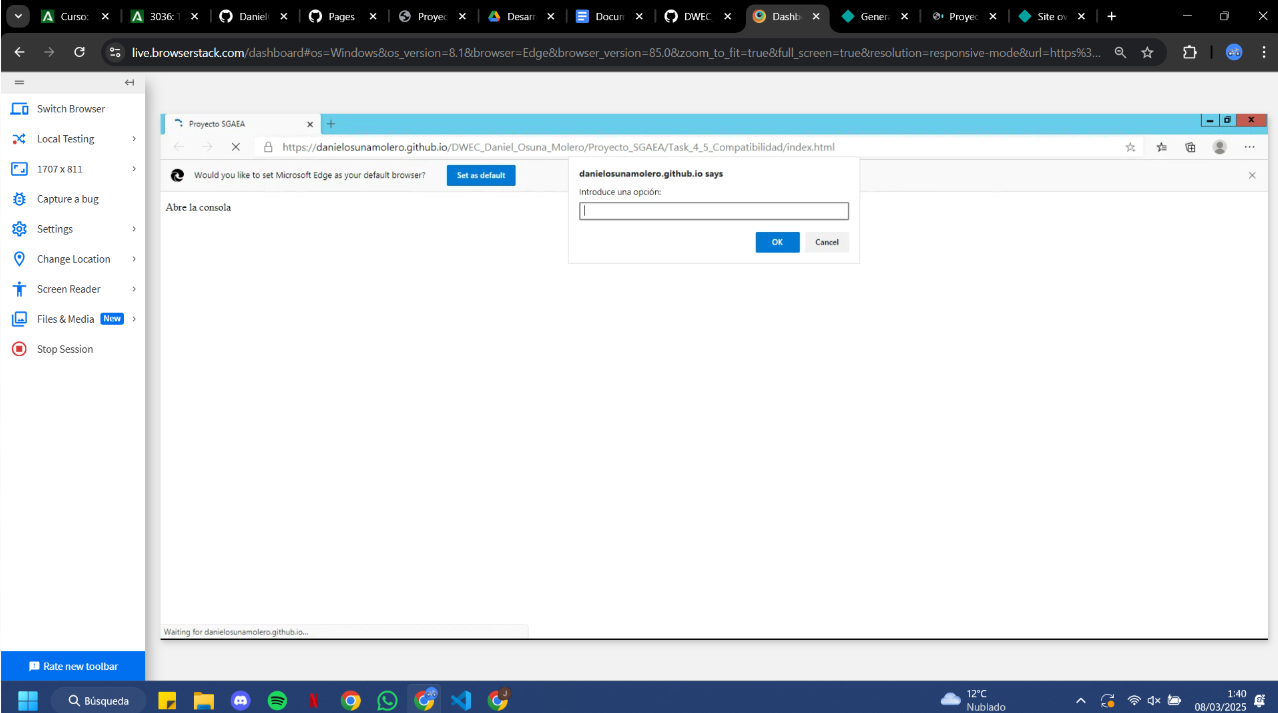 Curso:
3036: T
Daniel
Pages
Proyec
Desarr
Docum
DWEC_
Dashb
Genera
Proyec
Site ov
live.browserstack.com/dashboard#os=Windows&os_version=8.1&browser=Edge&browser_version=85.0&zoom_to_fit=true&full_screen=true&resolution=responsive-mode&url=https%3...
Switch Browser
Local Testing
1707 x 811
Capture a bug
Settings
Change Location
Screen Reader
Files & Media New
Stop Session
Rate new toolbar
Proyecto SGAEA
https://danielosunamolero.github.io/DWEC_Daniel_Osuna_Molero/Proyecto_SGAEA/Task_4_5_Compatibilidad/index.html
Would you like to set Microsoft Edge as your default browser? Set as default
danielosunamolero.github.io says
Introduce una opción:
OK Cancel
Abre la consola
Waiting for danielosunamolero.github.io...
Búsqueda
12°C
Nublado
1:40
08/03/2025